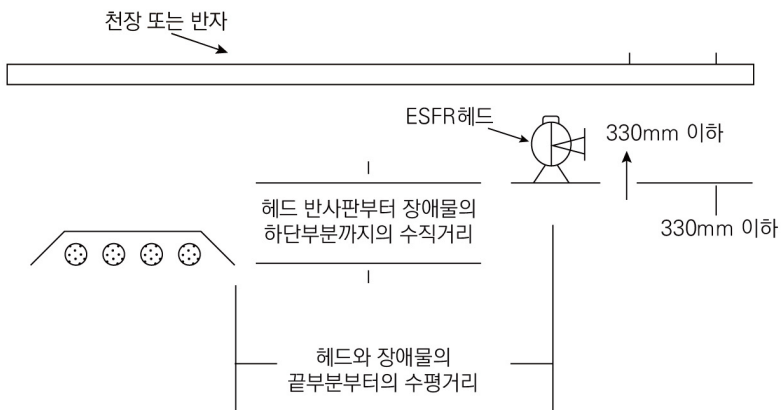 천장 또는 반자
ESFR헤드
330mm 이하
헤드 반사판부터 장애물의
하단부분까지의 수직거리
330mm 이하
헤드와 장애물의
끝부분부터의 수평거리